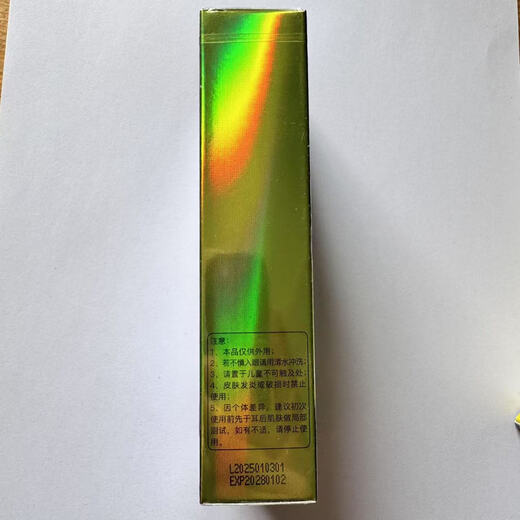 注意:
1、本品仅供外用;
2、若不慎入眼请用清水冲洗;
3、请置于儿童不可触及处;
4、皮肤发炎或破损时禁止
使用;
5、因个体差异，建议初次
使用前先于耳后肌肤做局部
测试，如有不适，请停止使
用。
L2025010301
EXP20280102